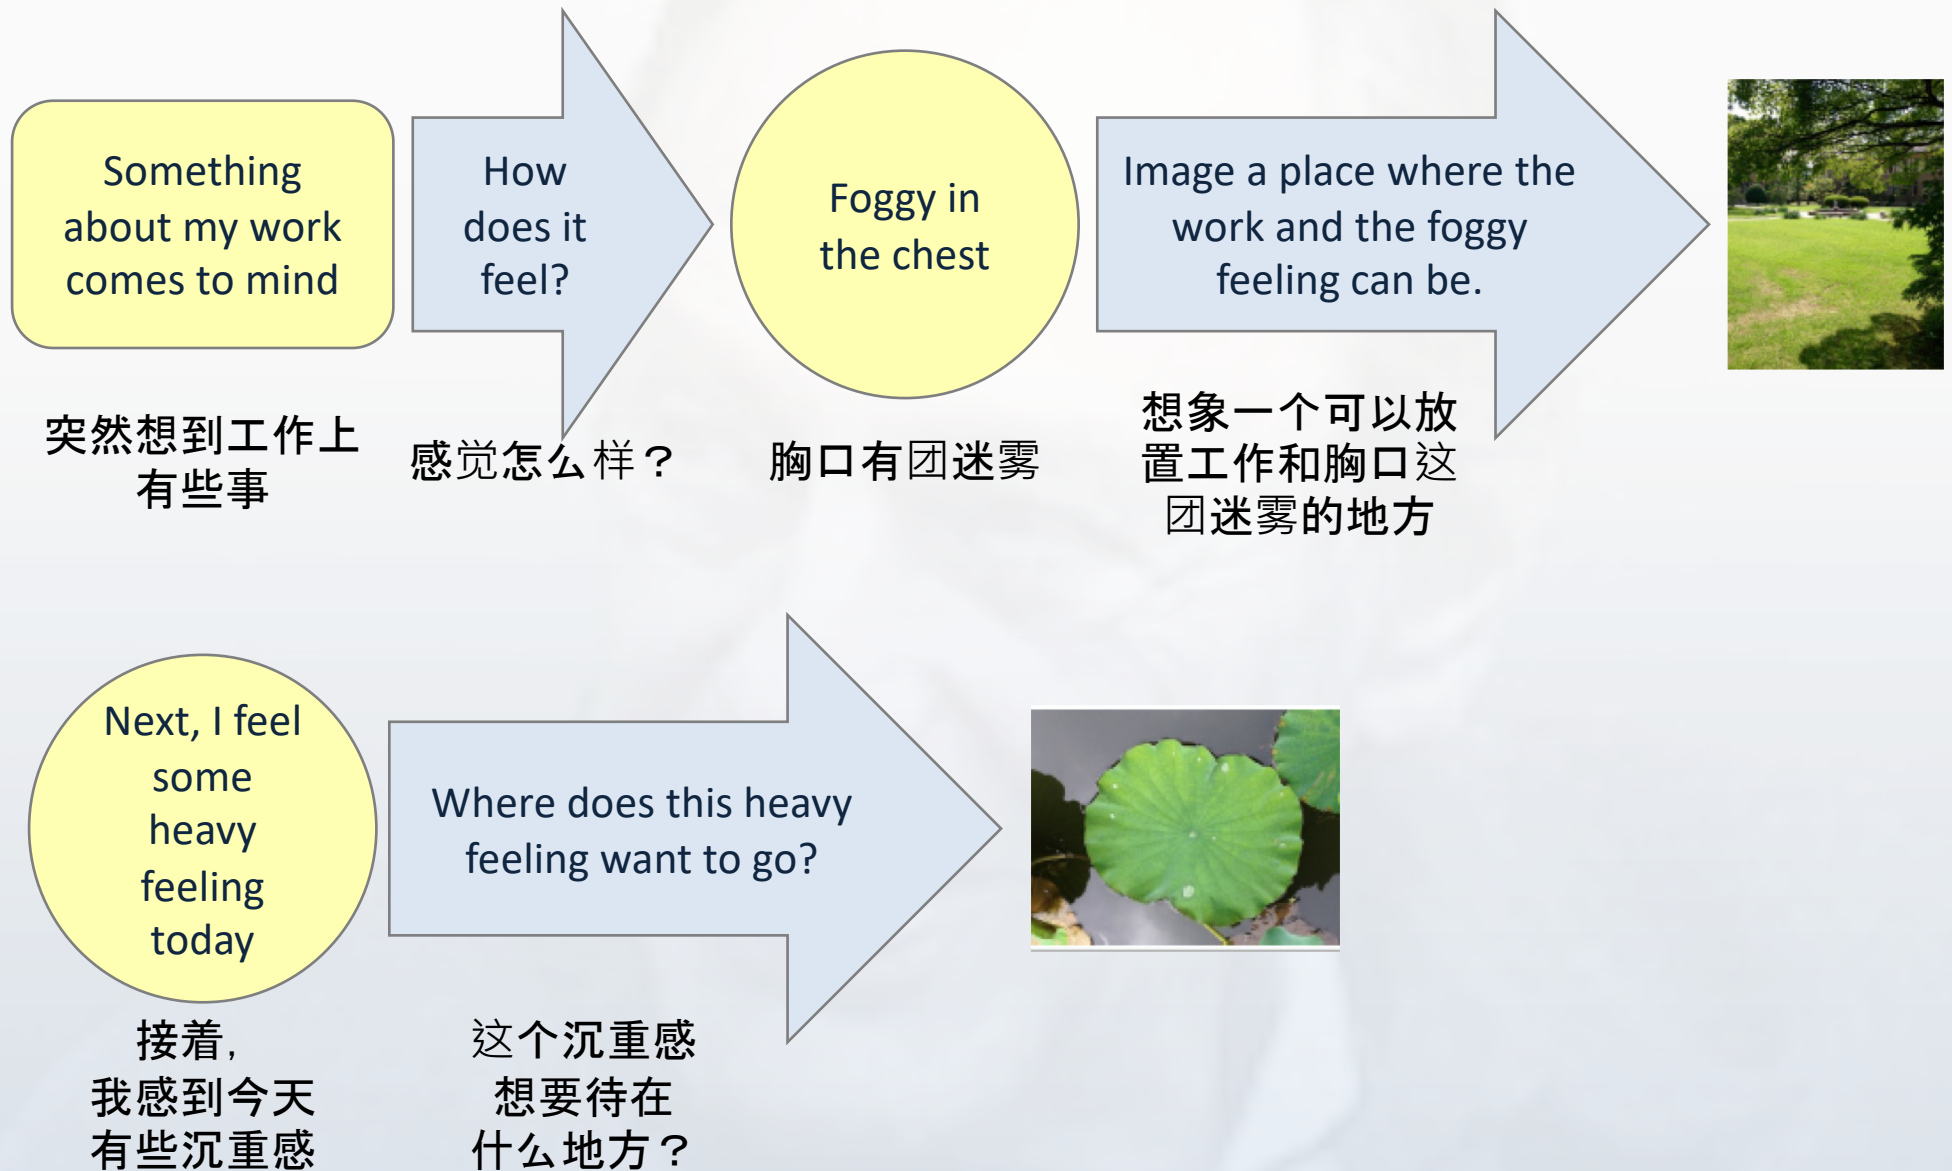 Something
about my work
comes to mind
How
does it
feel?
Foggy in
the chest
Image a place where the
work and the foggy
feeling can be.
突然想到工作上
有些事
感觉怎么样？
胸口有团迷雾
想象一个可以放
置工作和胸口这
团迷雾的地方
Next, I feel
some
heavy
feeling
today
Where does this heavy
feeling want to go?
接着,
我感到今天
有些沉重感
这个沉重感
想要待在
什么地方？